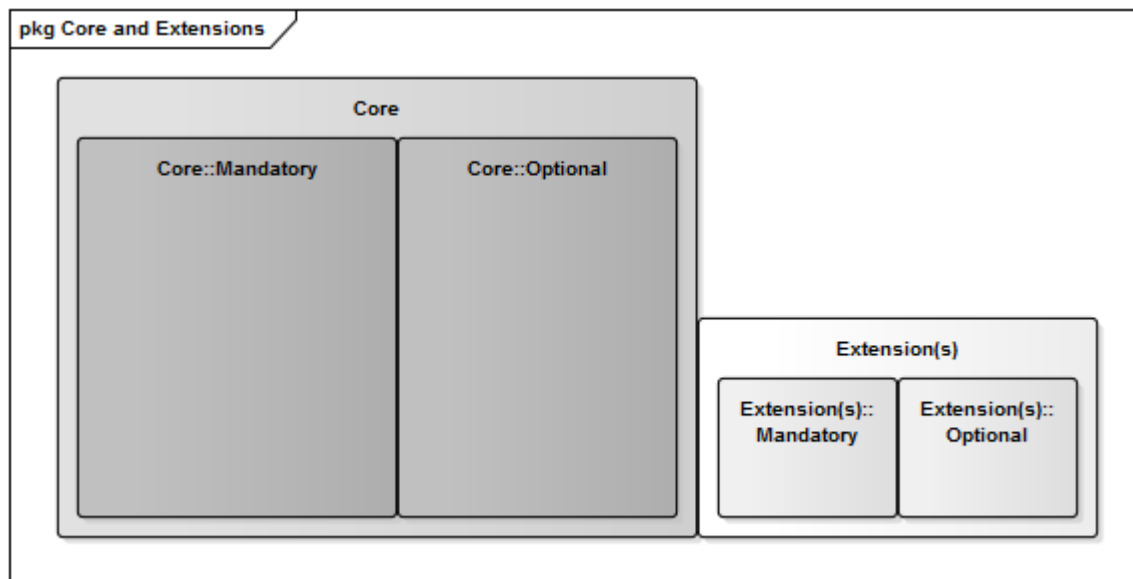 pkg Core and Extensions
Core
Core::Mandatory
Core::Optional
Extension(s)
Extension(s)::
Mandatory
Extension(s)::
Optional